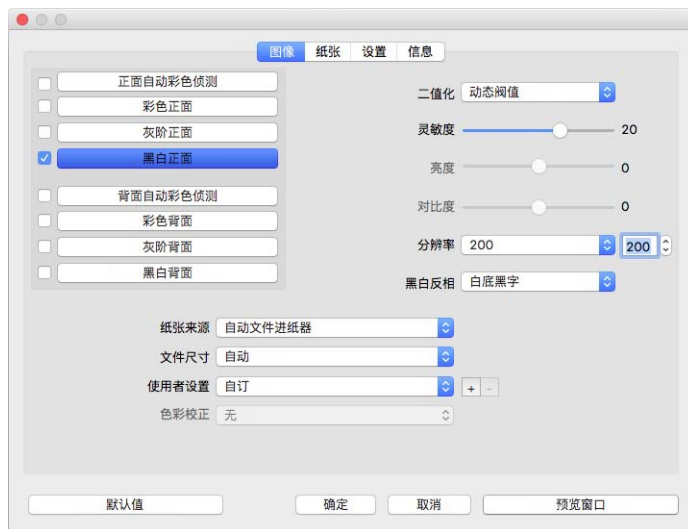 图像 纸张 设置 信息
正面自动彩色侦测
彩色正面
灰阶正面
黑白正面
背面自动彩色侦测
彩色背面
灰阶背面
黑白背面
二值化 动态阀值
灵敏度 20
亮度 0
对比度 0
分辨率 200 200
黑白反相 白底黑字
纸张来源 自动文件进纸器
文件尺寸 自动
使用者设置 自订 + -
色彩校正 无
默认值 确定 取消 预览窗口